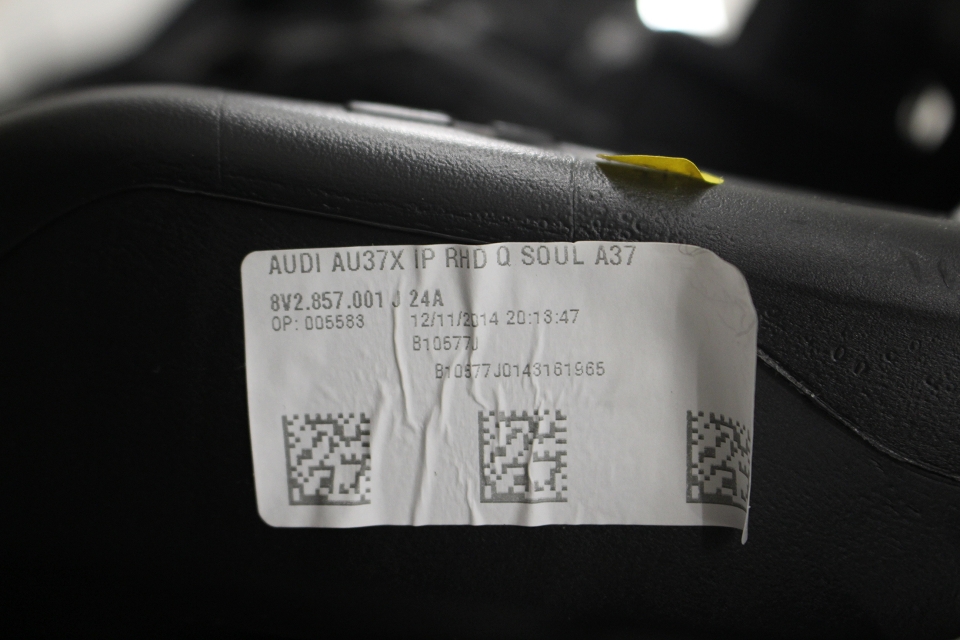 AUDI AU37X IP RHD Q SOUL A37
8V2.857.001 J 24A
OP: 005583 12/11/2014 20:13:47
B10577J
B10577J0143161965